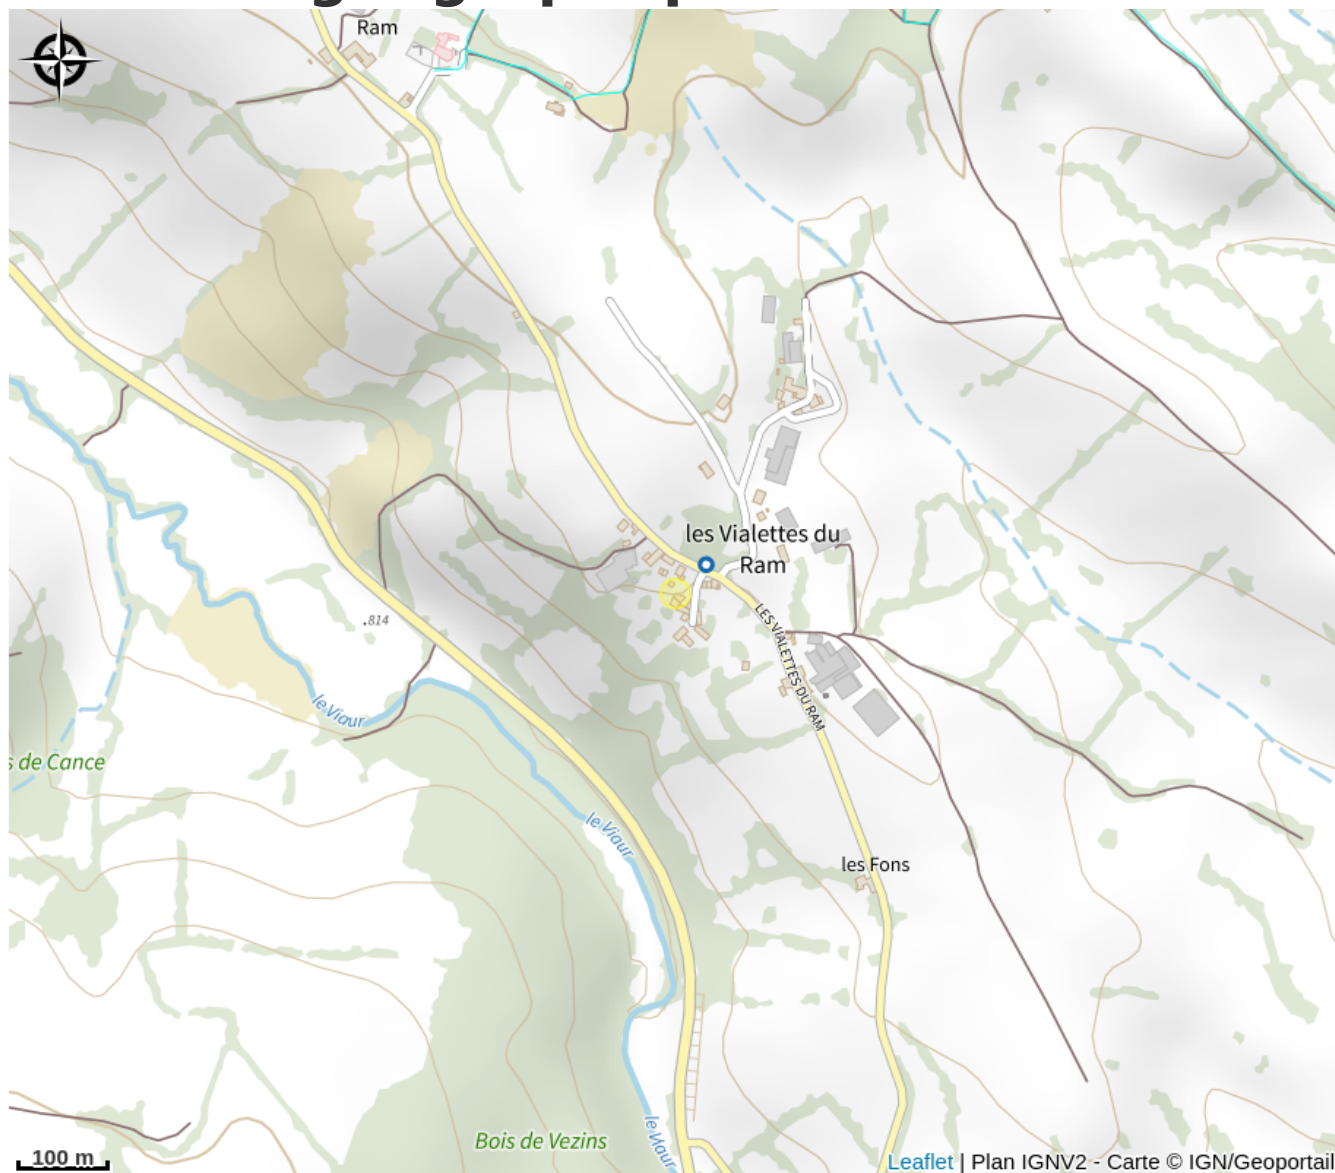 Ram
les Vialettes du
Ram
LES VIALETTES DU RAM
.814
le Viaur
s de Cance
le Viaur
les Fons
Bois de Vezins
le Viaur
100 m
Leaflet | Plan IGNV2 - Carte © IGN/Geoportail